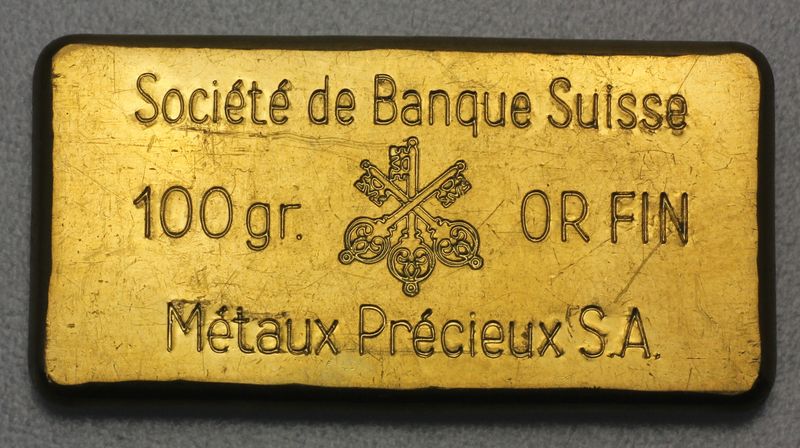 Société de Banque Suisse
100 gr. OR FIN
Métaux Précieux S.A.